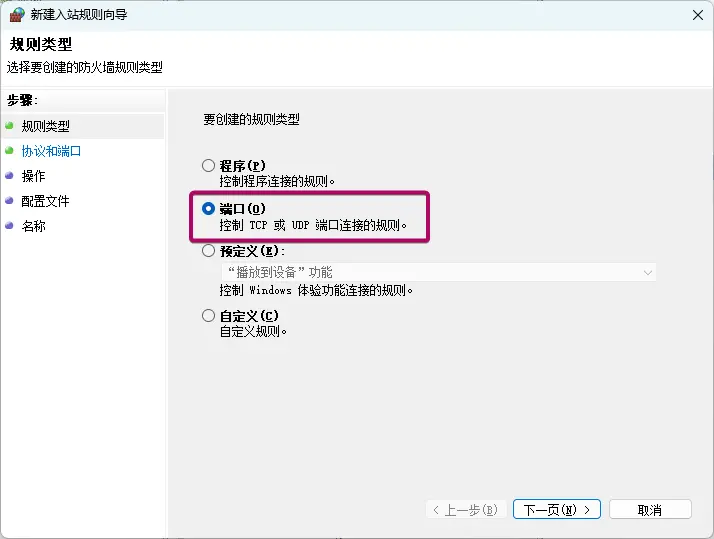 新建入站规则向导
规则类型
选择要创建的防火墙规则类型
步骤:
规则类型
协议和端口
操作
配置文件
名称
要创建的规则类型
程序(P)
控制程序连接的规则。
端口(O)
控制 TCP 或 UDP 端口连接的规则。
预定义(E):
“播放到设备”功能
控制 Windows 体验功能连接的规则。
自定义(C)
自定义规则。
< 上一步(B)
下一页(N) >
取消